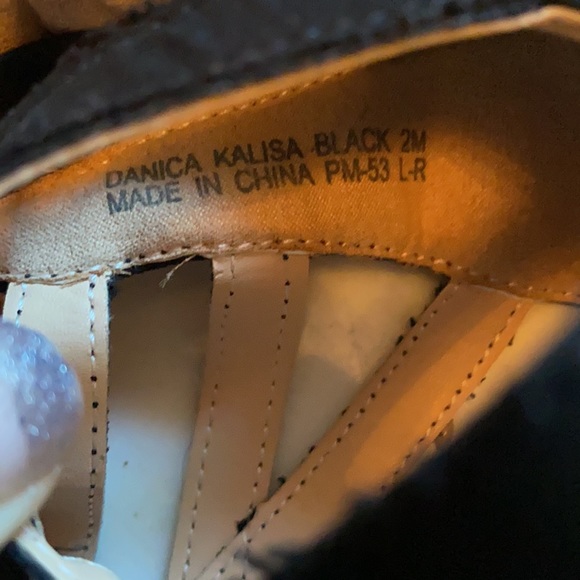 DANICA KALISA BLACK 2M
MADE IN CHINA PM-53 L-R